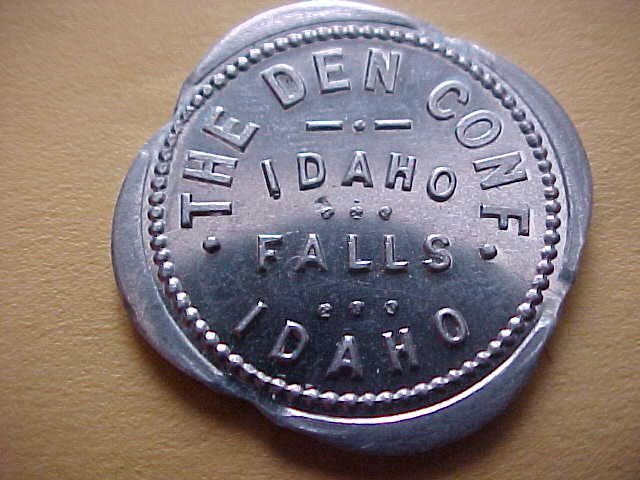 THE DEN CONF
IDAHO
FALLS
IDAHO